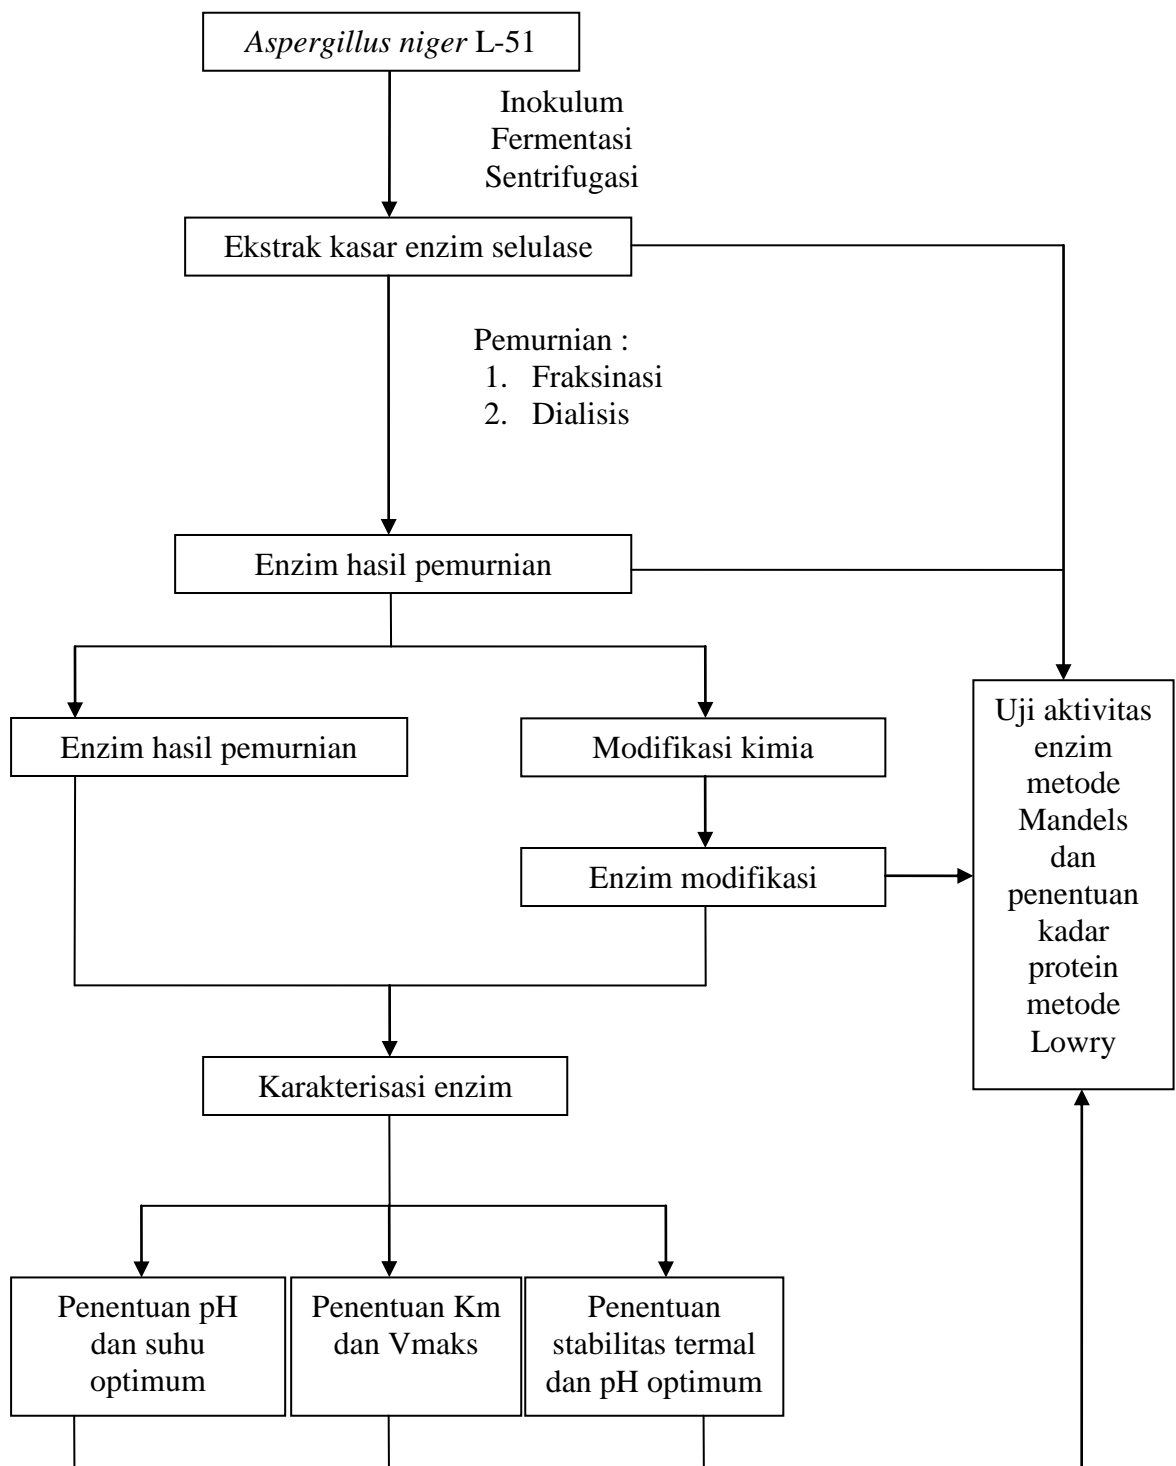 Aspergillus niger L-51
Inokulum
Fermentasi
Sentrifugasi
Ekstrak kasar enzim selulase
Pemurnian :
1. Fraksinasi
2. Dialisis
Enzim hasil pemurnian
Enzim hasil pemurnian
Modifikasi kimia
Enzim modifikasi
Uji aktivitas
enzim
metode
Mandels
dan
penentuan
kadar
protein
metode
Lowry
Karakterisasi enzim
Penentuan pH
dan suhu
optimum
Penentuan Km
dan Vmaks
Penentuan
stabilitas termal
dan pH optimum